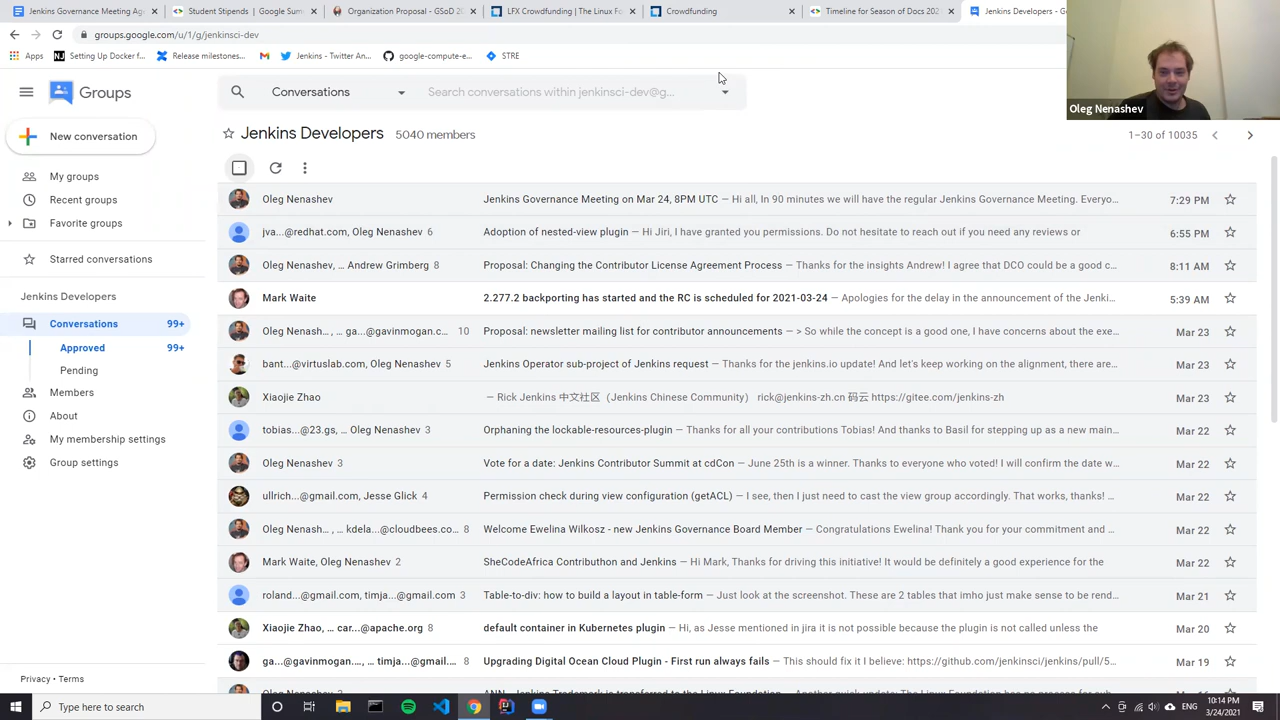 Jenkins Governance Meeting Ag
Student Stipends | Google Sum
Organization Proposal - GSoD 2
LFX Crowdfunding | The Linux Fo
Crowdfunding
Timeline for Season of Docs 202
Jenkins Developers - G
groups.google.com/u/1/g/jenkinsci-dev
Apps
Setting Up Docker f...
Release milestones...
Jenkins - Twitter An...
google-compute-e...
STRE
Groups
Conversations
Search conversations within jenkinsci-dev@g...
Oleg Nenashev
New conversation
Jenkins Developers 5040 members
1–30 of 10035
My groups
Recent groups
Favorite groups
Starred conversations
Jenkins Developers
Conversations 99+
Approved 99+
Pending
Members
About
My membership settings
Group settings
Privacy • Terms
Oleg Nenashev Jenkins Governance Meeting on Mar 24, 8PM UTC – Hi all, In 90 minutes we will have the regular Jenkins Governance Meeting. Everyo... 7:29 PM
jva...@redhat.com, Oleg Nenashev 6 Adoption of nested-view plugin – Hi Jiri, I have granted you permissions. Do not hesitate to reach out if you need any reviews or 6:55 PM
Oleg Nenashev, ... Andrew Grimberg 8 Proposal: Changing the Contributor License Agreement Process – Thanks for the insights Andrew! I agree that DCO could be a good c... 8:11 AM
Mark Waite 2.277.2 backporting has started and the RC is scheduled for 2021-03-24 – Apologies for the delay in the announcement of the Jenki... 5:39 AM
Oleg Nenash..., ... ga...@gavinmogan.c... 10 Proposal: newsletter mailing list for contributor announcements – > So while the concept is a good one, I have concerns about the exe... Mar 23
bant...@virtuslab.com, Oleg Nenashev 5 Jenkins Operator sub-project of Jenkins request – Thanks for the jenkins.io update! And let's keep working on the alignment, there are... Mar 23
Xiaojie Zhao – Rick Jenkins 中文社区（Jenkins Chinese Community） rick@jenkins-zh.cn 码云 https://gitee.com/jenkins-zh Mar 23
tobias...@23.gs, ... Oleg Nenashev 3 Orphaning the lockable-resources-plugin – Thanks for all your contributions Tobias! And thanks to Basil for stepping up as a new main... Mar 22
Oleg Nenashev 3 Vote for a date: Jenkins Contributor Summit at cdCon – June 25th is a winner. Thanks to everyone who voted! I will confirm the date w... Mar 22
ullrich...@gmail.com, Jesse Glick 4 Permission check during view configuration (getACL) – I see, then I just need to cast the view group accordingly. That works, thanks! ... Mar 22
Oleg Nenash..., ... kdela...@cloudbees.co... 8 Welcome Ewelina Wilkosz - new Jenkins Governance Board Member – Congratulations Ewelina! Thank you for your commitment and ... Mar 22
Mark Waite, Oleg Nenashev 2 SheCodeAfrica Contributhon and Jenkins – Hi Mark, Thanks for driving this initiative! It would be definitely a good experience for the Mar 22
roland...@gmail.com, timja...@gmail.com 3 Table-to-div: how to build a layout in table-form – Just look at the screenshot. These are 2 tables that imho just make sense to be rend... Mar 21
Xiaojie Zhao, ... car...@apache.org 8 default container in Kubernetes plugin – Hi, as Jesse mentioned in jira it is not possible because the plugin is not called unless the Mar 20
ga...@gavinmogan...., ... timja...@gmail.... 8 Upgrading Digital Ocean Cloud Plugin - First run always fails – This should fix it I believe: https://github.com/jenkinsci/jenkins/pull/5... Mar 19
Type here to search
ENG
10:14 PM
3/24/2021